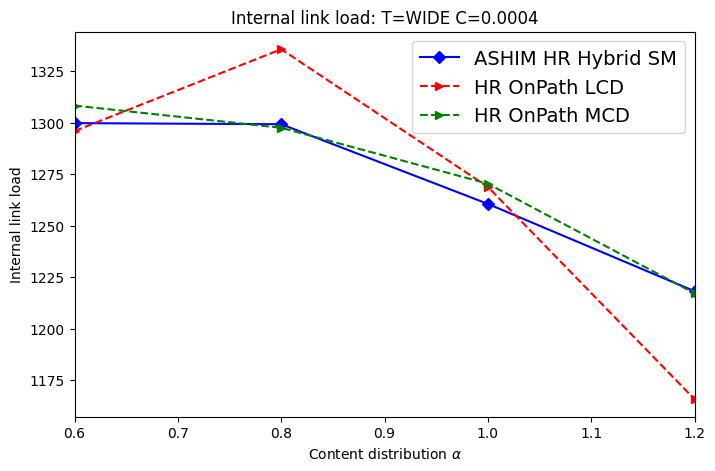 Internal link load: T=WIDE C=0.0004
ASHIM HR Hybrid SM
HR OnPath LCD
HR OnPath MCD
Internal link load
1325
1300
1275
1250
1225
1200
1175
0.6
0.7
0.8
0.9
1.0
1.1
1.2
Content distribution α